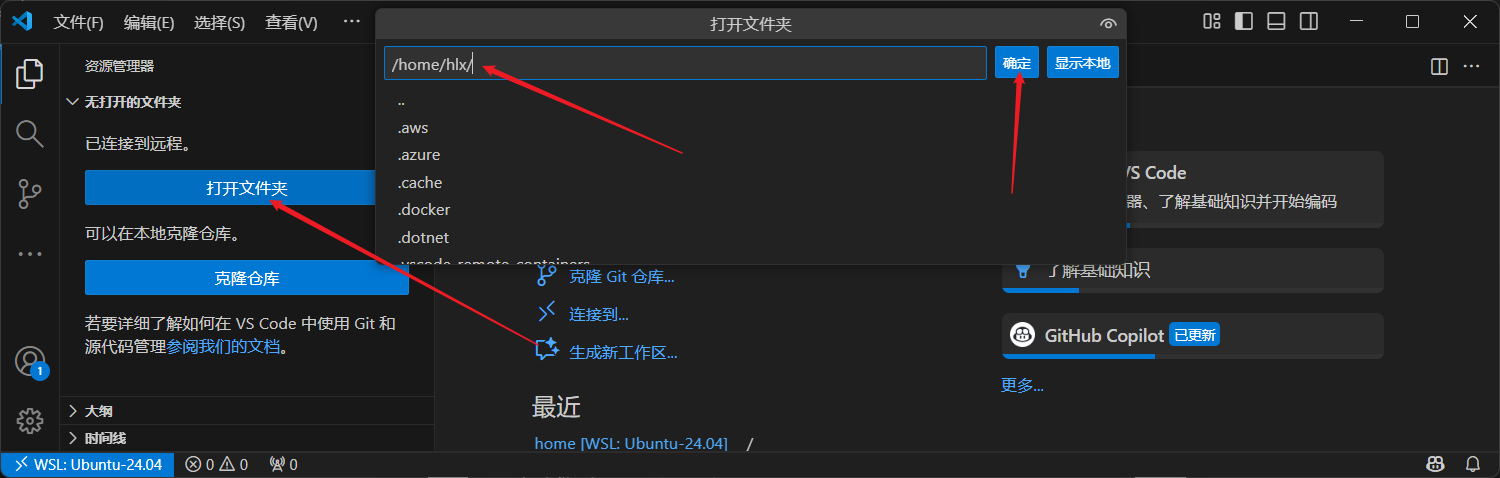 文件(F) 编辑(E) 选择(S) 查看(V) ···
打开文件夹
资源管理器
/home/hlx/
确定
显示本地
无打开的文件夹
..
.aws
.azure
.cache
.docker
.dotnet
.vscode-remote-containers
已连接到远程。
打开文件夹
可以在本地克隆仓库。
克隆仓库
若要详细了解如何在 VS Code 中使用 Git 和
源代码管理参阅我们的文档。
大纲
时间线
克隆 Git 仓库...
连接到...
生成新工作区...
最近
home [WSL: Ubuntu-24.04] /
VS Code
器、了解基础知识并开始编码
了解基础知识
GitHub Copilot 已更新
更多...
1
WSL: Ubuntu-24.04 0 0 0